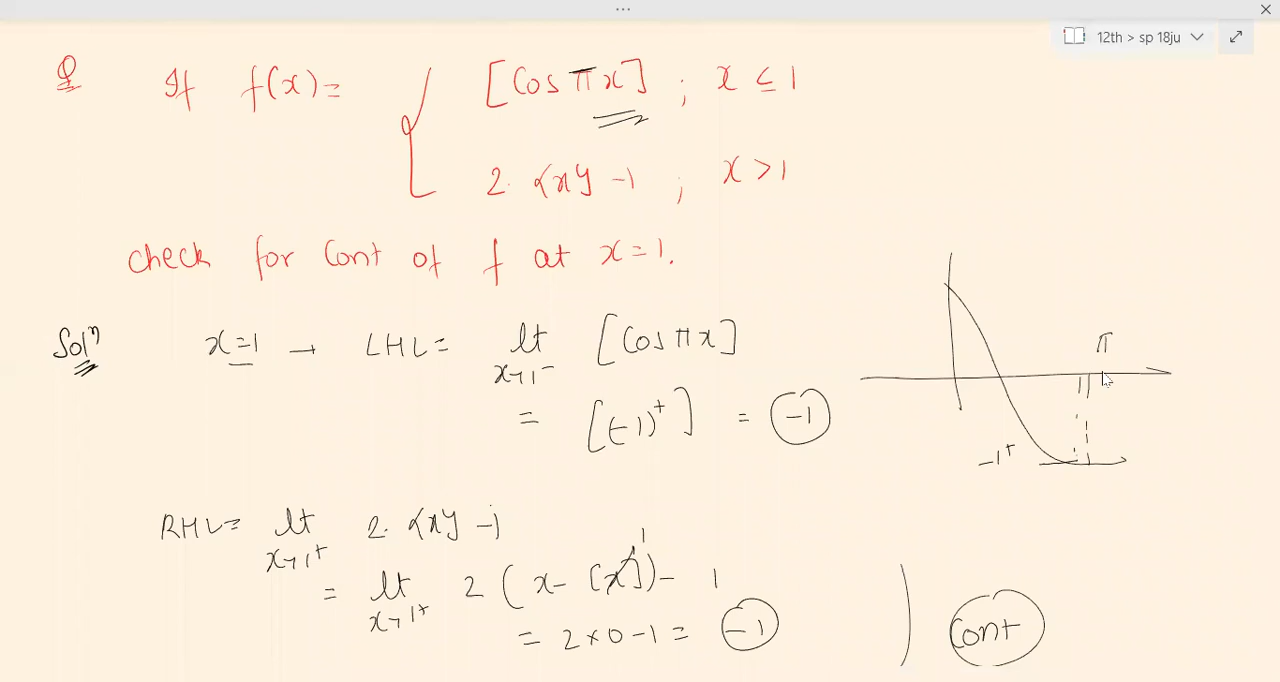 12th > sp 18ju
Q If f(x)= { [Cos πx] ; x ≤ 1
2. {x} -1 ; x > 1
check for Cont of f at x=1.
Solⁿ x=1 → LHL= lt x→1⁻ [Cos πx]
= [(-1)⁺] = -1
π
-1⁺
RHL= lt x→1⁺ 2. {x} -1
= lt x→1⁺ 2 (x- [x]) - 1
1
= 2×0-1 = -1
Cont